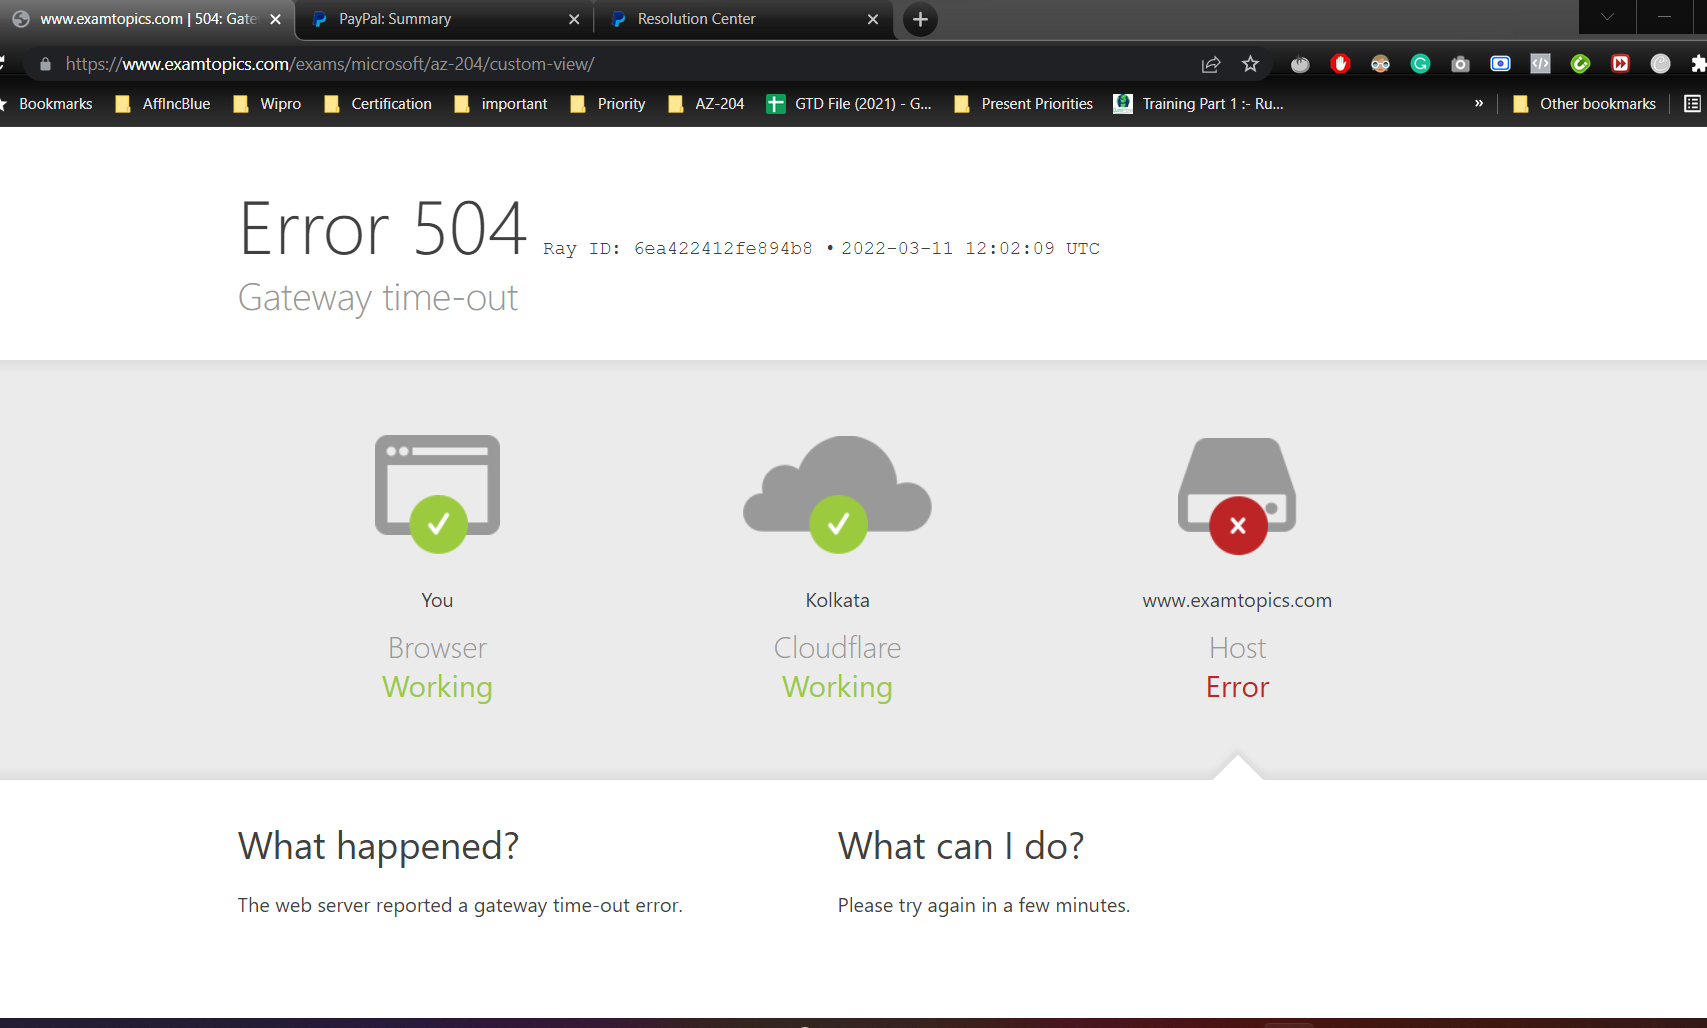 www.examtopics.com | 504: Gate
PayPal: Summary
Resolution Center
https://www.examtopics.com/exams/microsoft/az-204/custom-view/
Bookmarks AffIncBlue Wipro Certification important Priority AZ-204 GTD File (2021) - G... Present Priorities Training Part 1 :- Ru... » Other bookmarks
Error 504 Ray ID: 6ea422412fe894b8 • 2022-03-11 12:02:09 UTC
Gateway time-out
You
Browser
Working
Kolkata
Cloudflare
Working
www.examtopics.com
Host
Error
What happened?
The web server reported a gateway time-out error.
What can I do?
Please try again in a few minutes.